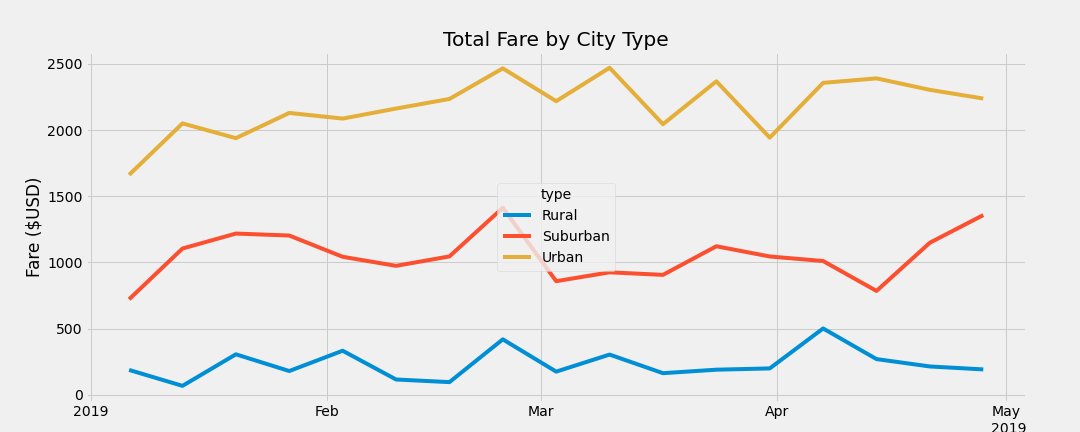 Total Fare by City Type
Fare ($USD)
2500
2000
1500
1000
500
0
type
Rural
Suburban
Urban
2019 Feb Mar Apr May
2019